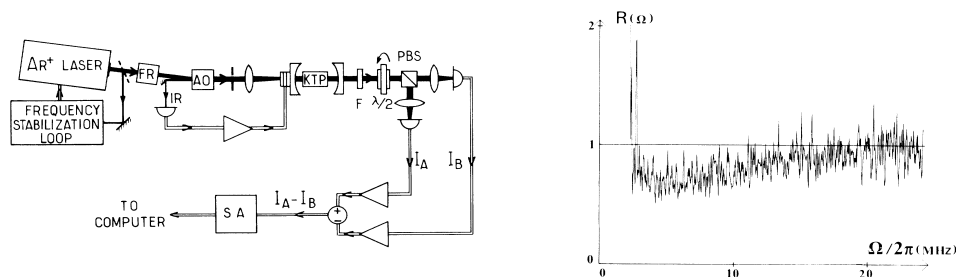 AR+ LASER
FR
AO
IR
KTP
F
λ/2
PBS
FREQUENCY
STABILIZATION
LOOP
IA
IB
IA-IB
SA
TO
COMPUTER
+
−
R(Ω)
2
1
0
0
10
20
Ω/2π(MHz)